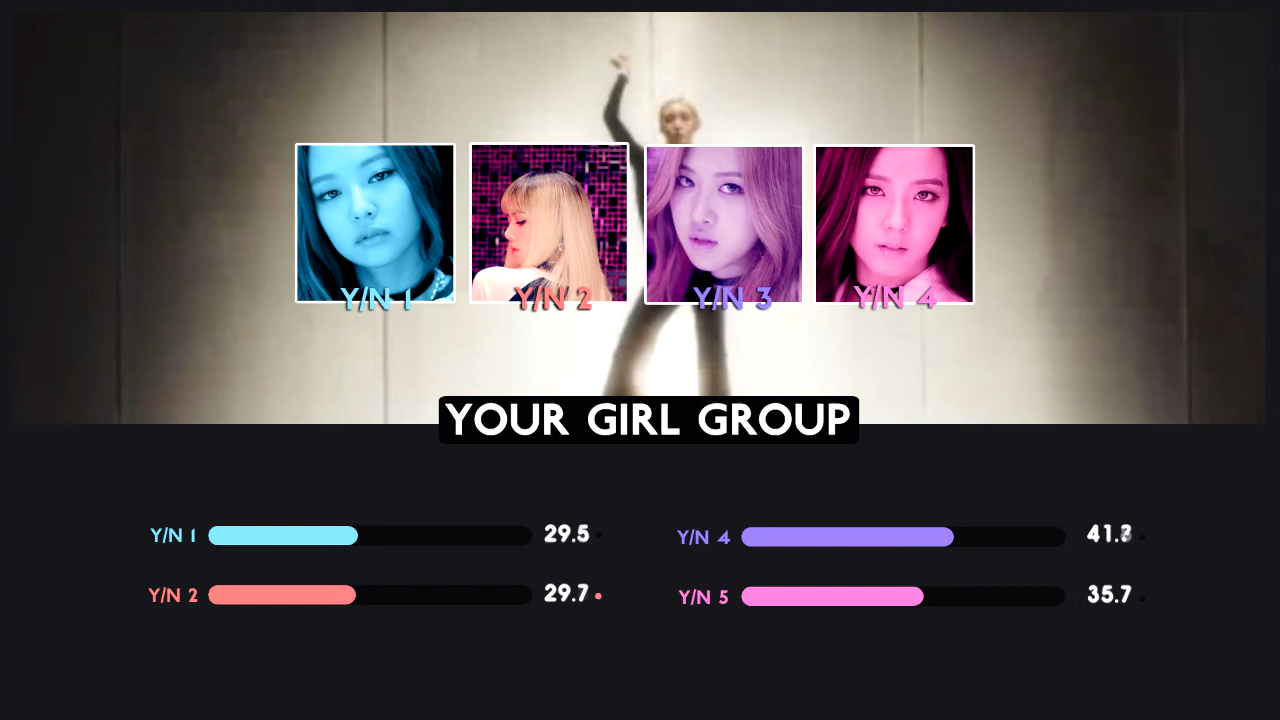 Y/N 1
Y/N 2
Y/N 3
Y/N 4
YOUR GIRL GROUP
Y/N 1 29.5
Y/N 2 29.7
Y/N 4
Y/N 5 35.7